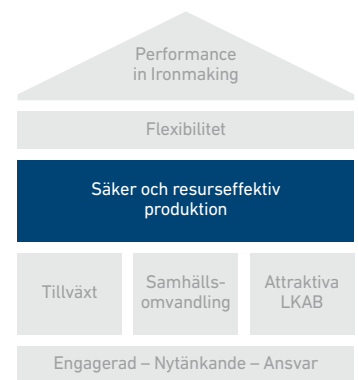 Performance
in Ironmaking
Flexibilitet
Säker och resurseffektiv
produktion
Tillväxt
Samhälls-
omvandling
Attraktiva
LKAB
Engagerad – Nytänkande – Ansvar